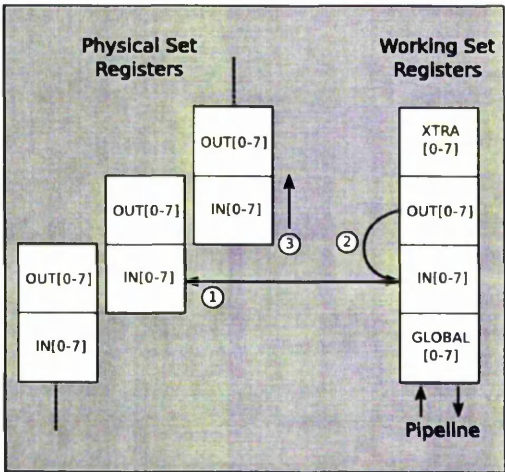 Physical Set
Registers
Working Set
Registers
OUT[0-7]
IN[0-7]
③
OUT[0-7]
IN[0-7]
①
OUT[0-7]
IN[0-7]
XTRA
[0-7]
OUT[0-7]
②
IN[0-7]
GLOBAL
[0-7]
Pipeline